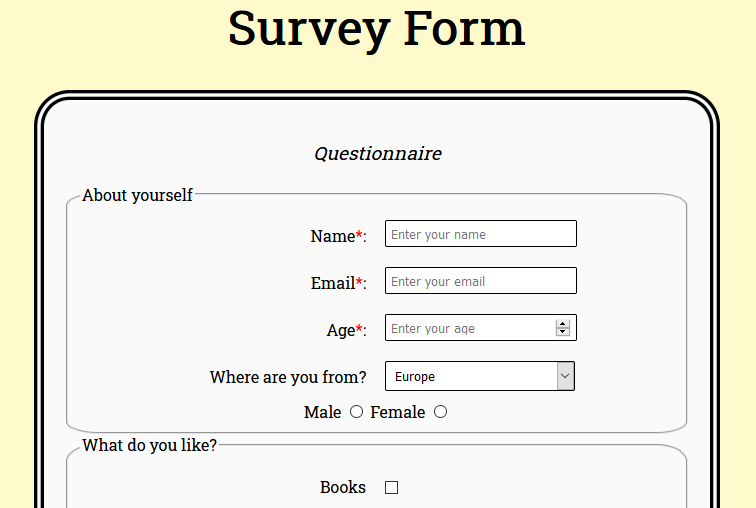 Survey Form
Questionnaire
About yourself
Name*: Enter your name
Email*: Enter your email
Age*: Enter your age
Where are you from? Europe
Male Female
What do you like?
Books